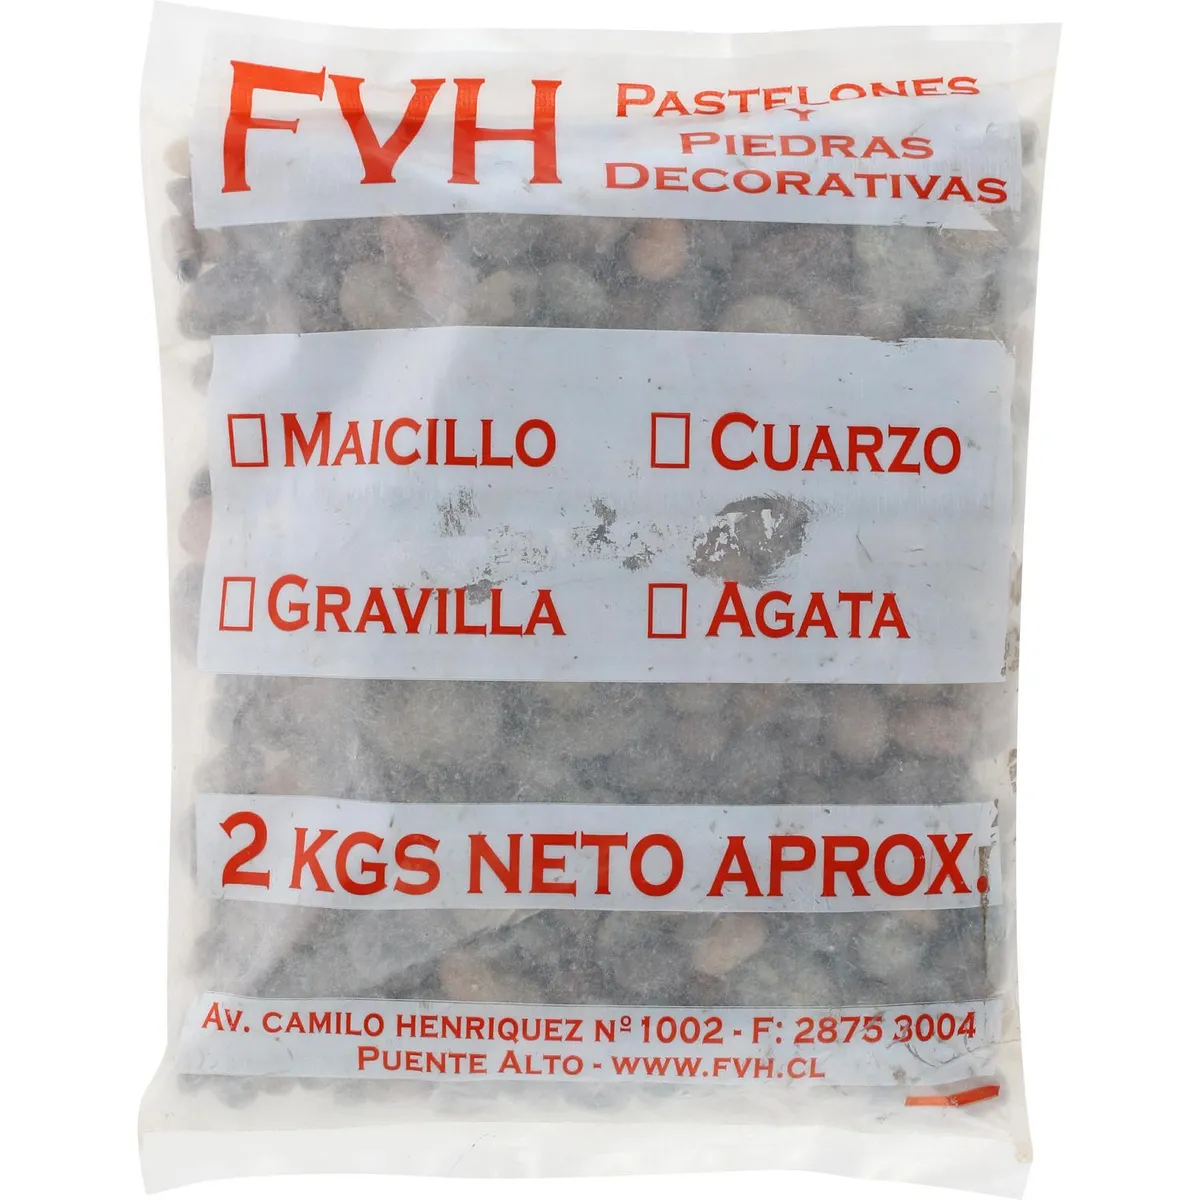 FVH
PASTELONES
Y
PIEDRAS
DECORATIVAS
MAICILLO
CUARZO
GRAVILLA
AGATA
2 KGS NETO APROX.
AV. CAMILO HENRIQUEZ Nº 1002 - F: 2875 3004
PUENTE ALTO - WWW.FVH.CL